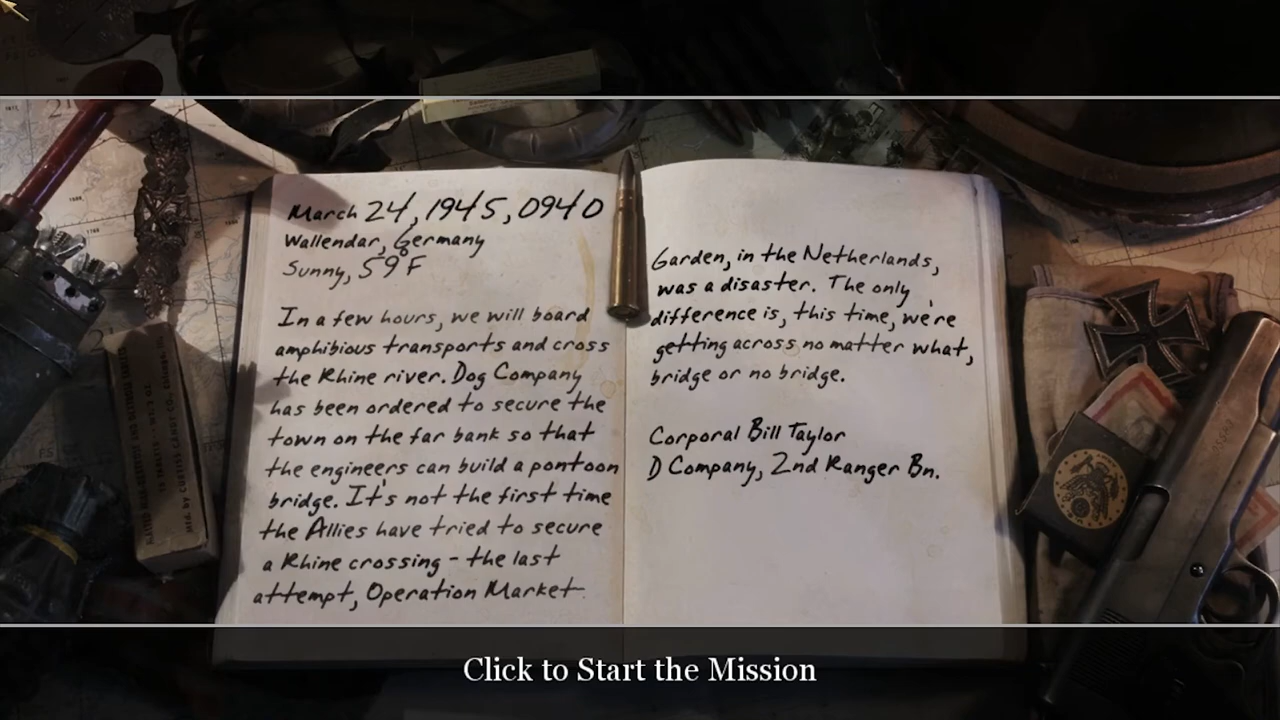 March 24, 1945, 0940
Wallendar, Germany
Sunny, 59°F
In a few hours, we will board
amphibious transports and cross
the Rhine river. Dog Company
has been ordered to secure the
town on the far bank so that
the engineers can build a pontoon
bridge. It's not the first time
the Allies have tried to secure
a Rhine crossing - the last
attempt, Operation Market
Garden, in the Netherlands,
was a disaster. The only
difference is, this time, we're
getting across no matter what,
bridge or no bridge.
Corporal Bill Taylor
D Company, 2nd Ranger Bn.
Click to Start the Mission